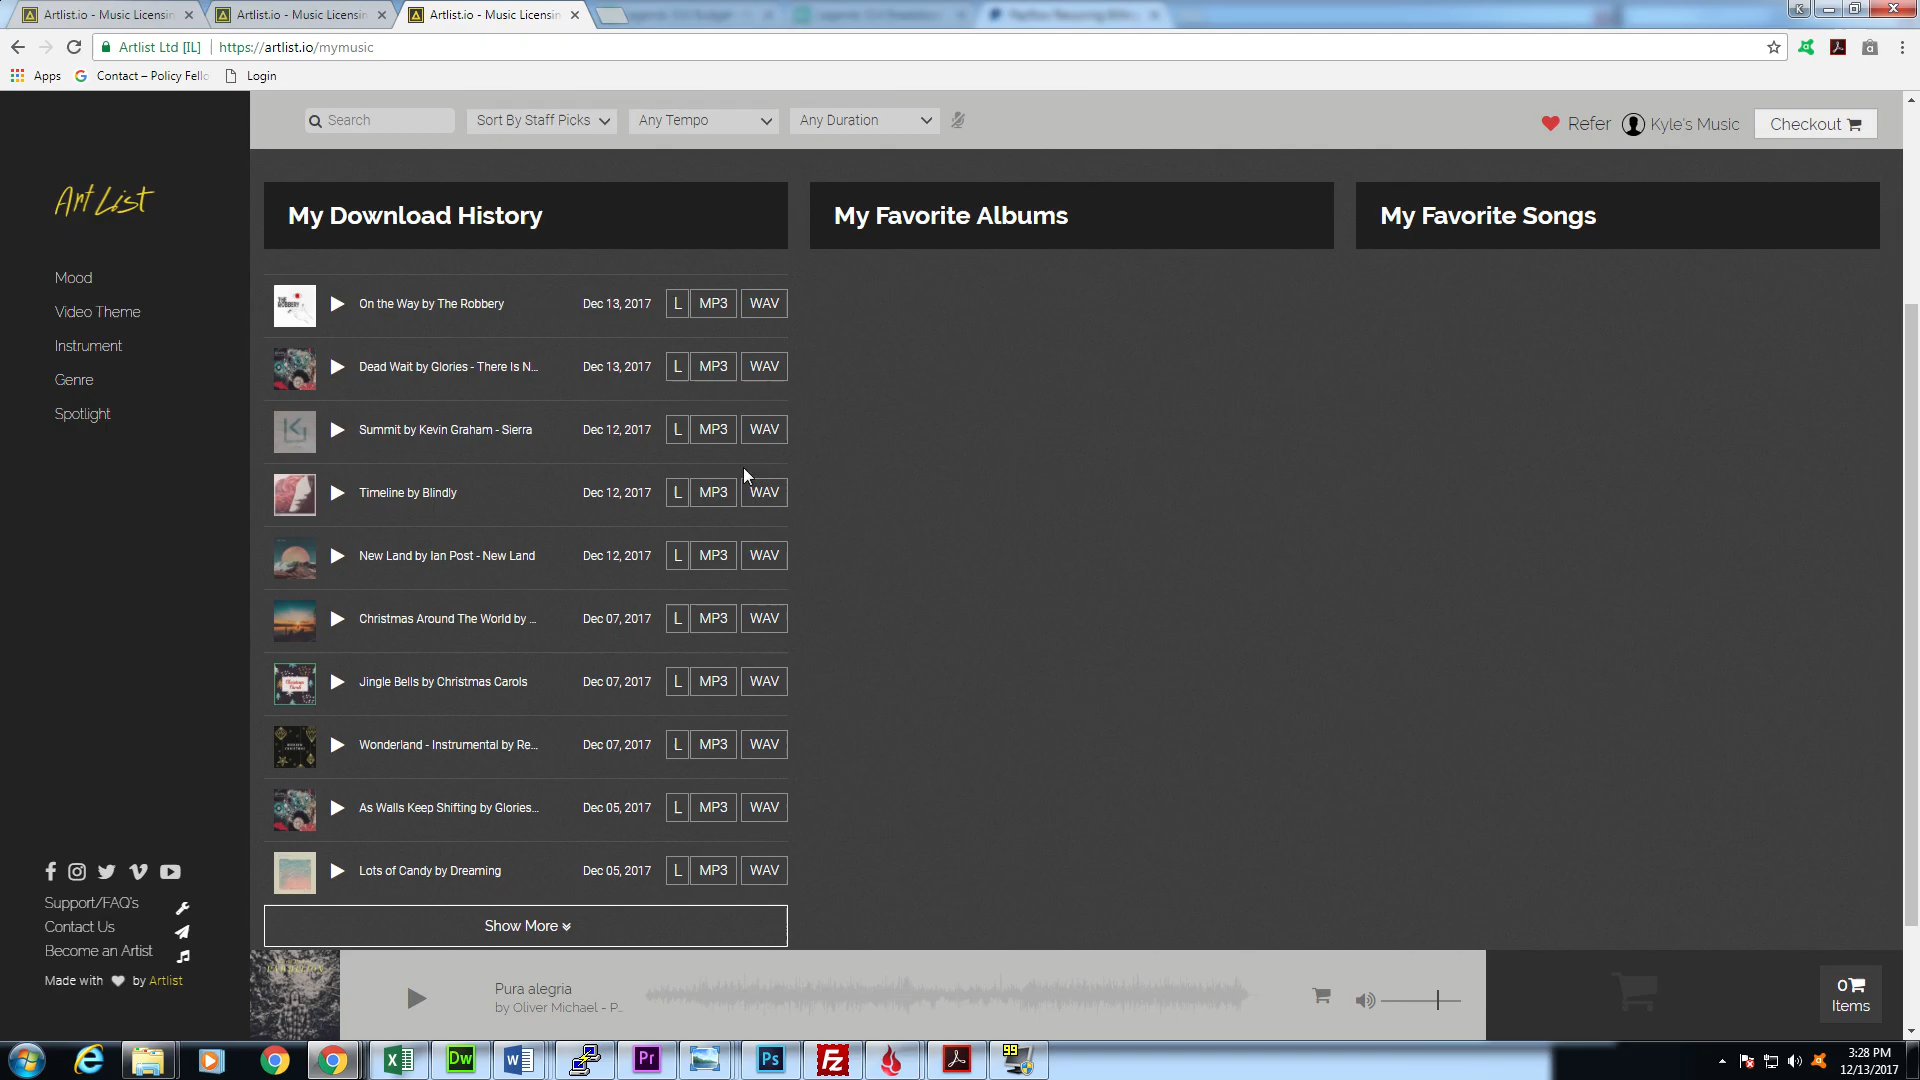 Artlist.io - Music Licensin
Artlist.io - Music Licensin
Artlist.io - Music Licensin
Artlist Ltd [IL]
https://artlist.io/mymusic
Apps
Contact – Policy Fello
Login
Search
Sort By Staff Picks
Any Tempo
Any Duration
Refer
Kyle's Music
Checkout
Art List
Mood
Video Theme
Instrument
Genre
Spotlight
My Download History
My Favorite Albums
My Favorite Songs
On the Way by The Robbery Dec 13, 2017 L MP3 WAV
Dead Wait by Glories - There Is N... Dec 13, 2017 L MP3 WAV
Summit by Kevin Graham - Sierra Dec 12, 2017 L MP3 WAV
Timeline by Blindly Dec 12, 2017 L MP3 WAV
New Land by Ian Post - New Land Dec 12, 2017 L MP3 WAV
Christmas Around The World by ... Dec 07, 2017 L MP3 WAV
Jingle Bells by Christmas Carols Dec 07, 2017 L MP3 WAV
Wonderland - Instrumental by Re... Dec 07, 2017 L MP3 WAV
As Walls Keep Shifting by Glories... Dec 05, 2017 L MP3 WAV
Lots of Candy by Dreaming Dec 05, 2017 L MP3 WAV
Show More
Support/FAQ's
Contact Us
Become an Artist
Made with by Artlist
Pura alegria
by Oliver Michael - P...
0
Items
Dw
Pr
Ps
Fz
99
3:28 PM
12/13/2017